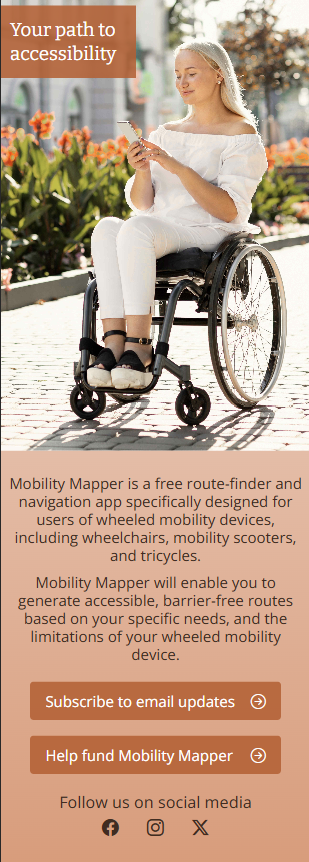 Your path to
accessibility
Mobility Mapper is a free route-finder and
navigation app specifically designed for
users of wheeled mobility devices,
including wheelchairs, mobility scooters,
and tricycles.
Mobility Mapper will enable you to
generate accessible, barrier-free routes
based on your specific needs, and the
limitations of your wheeled mobility
device.
Subscribe to email updates
Help fund Mobility Mapper
Follow us on social media